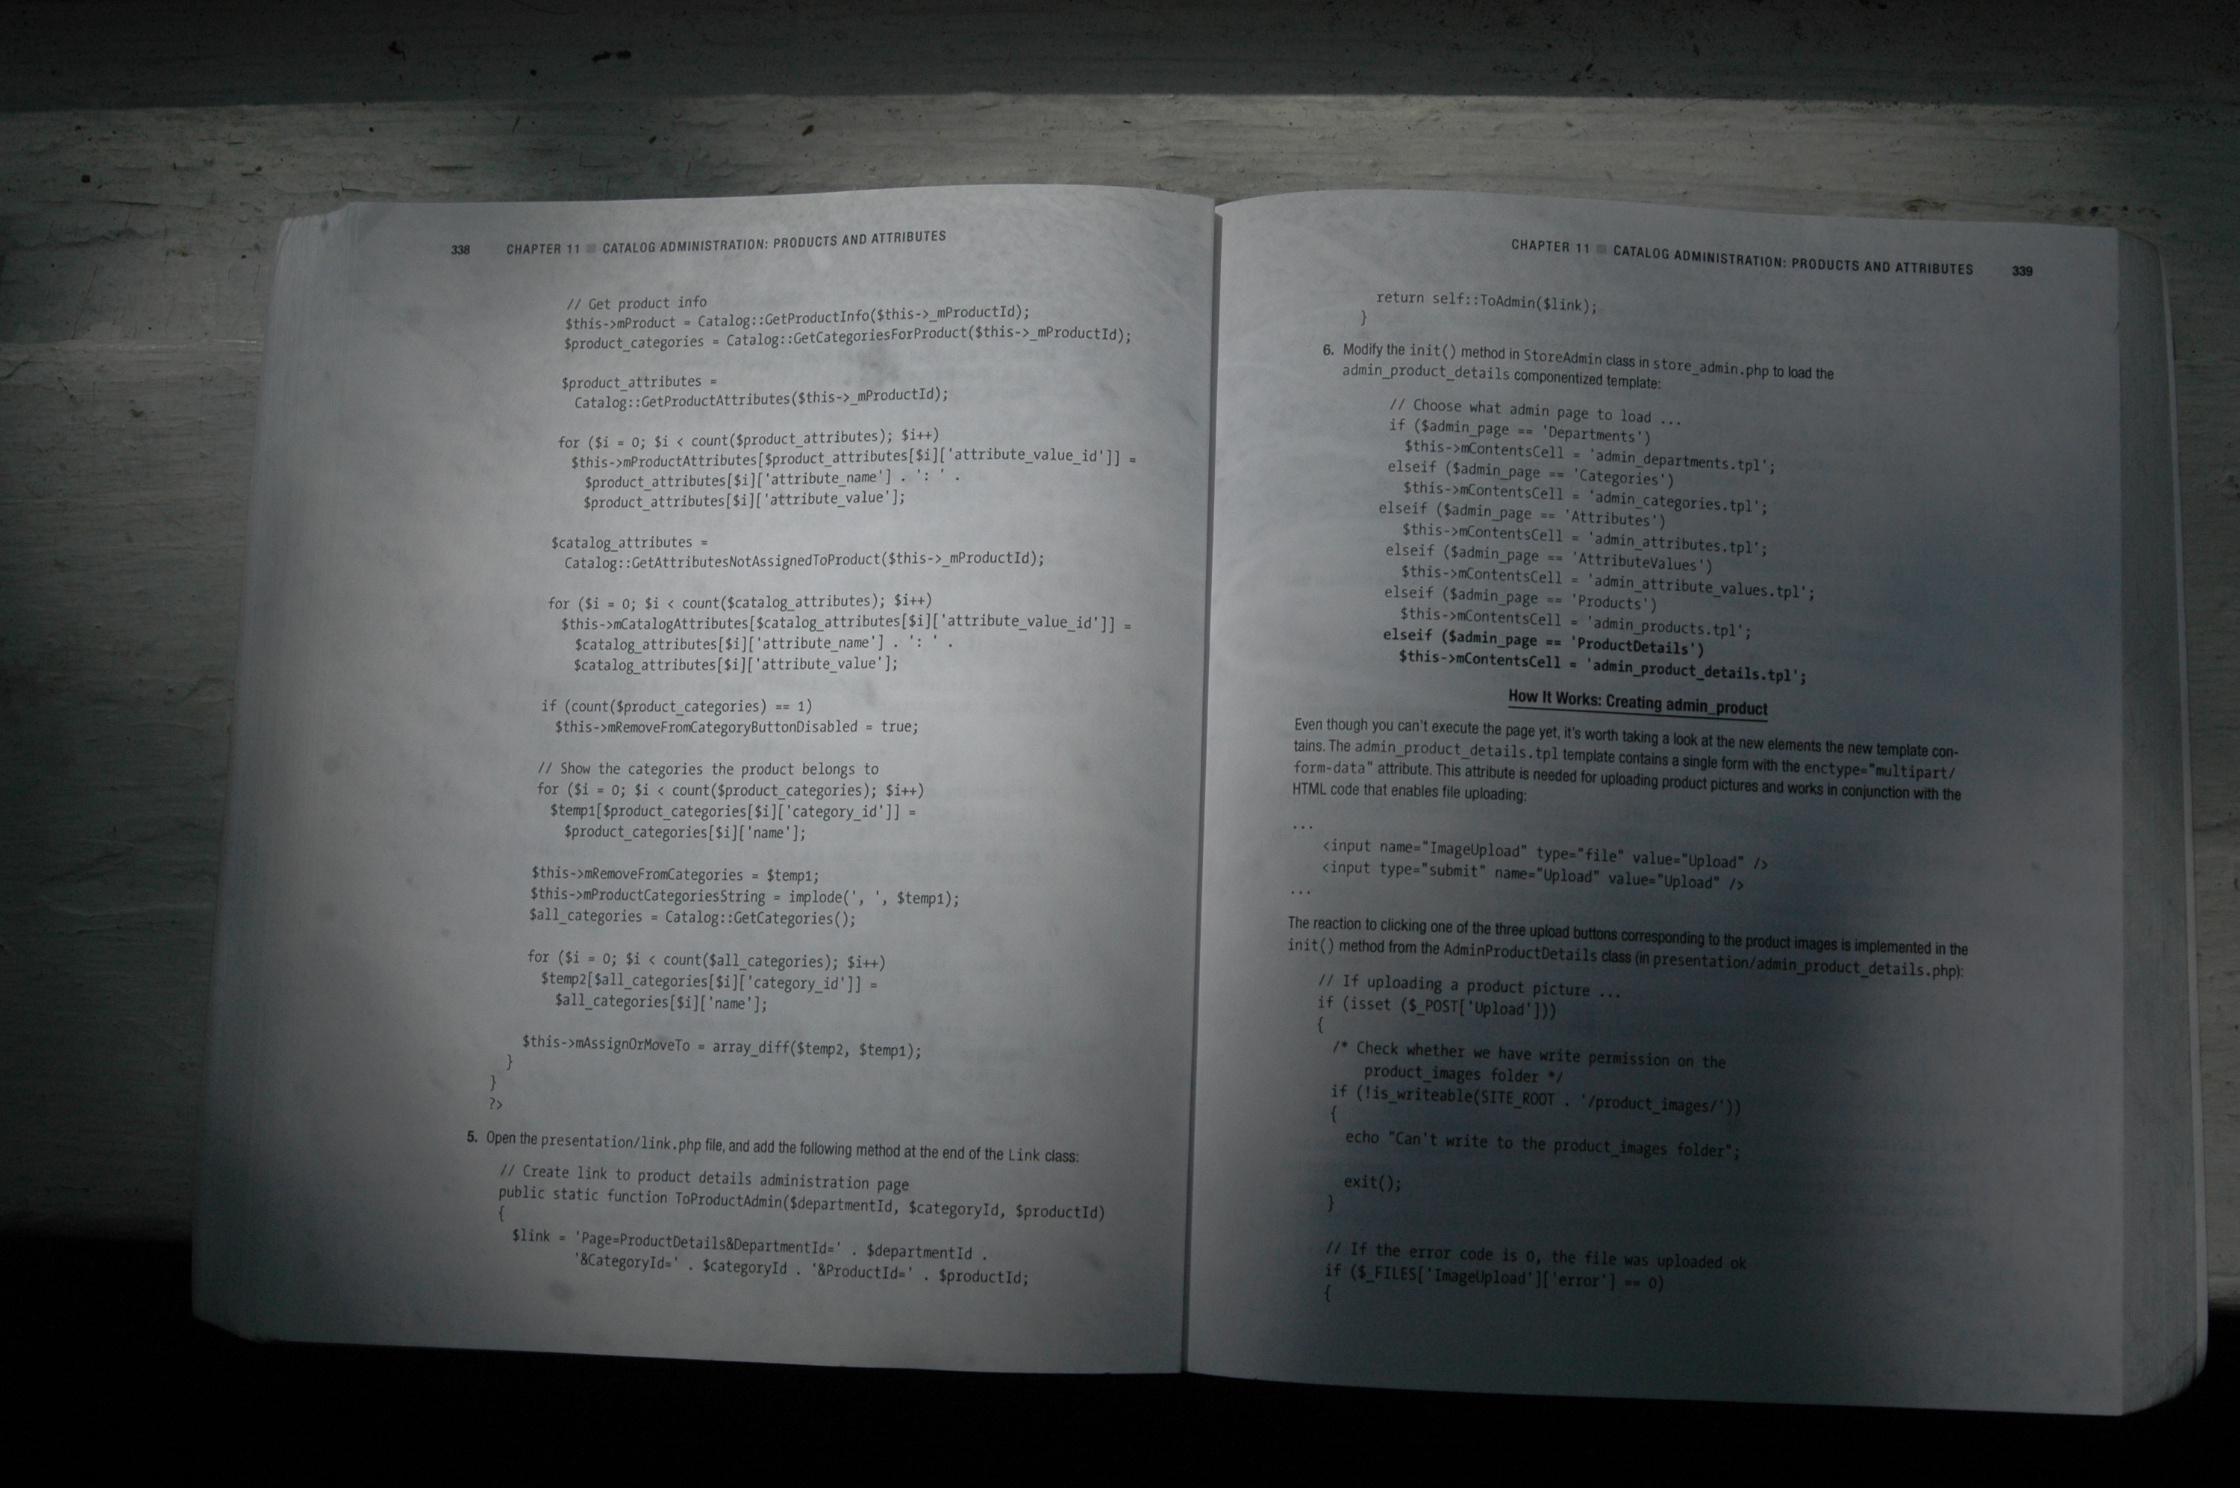 338 CHAPTER 11 ■ CATALOG ADMINISTRATION: PRODUCTS AND ATTRIBUTES
// Get product info
$this->mProduct = Catalog::GetProductInfo($this->_mProductId);
$product_categories = Catalog::GetCategoriesForProduct($this->_mProductId);
$product_attributes =
Catalog::GetProductAttributes($this->_mProductId);
for ($i = 0; $i < count($product_attributes); $i++)
$this->mProductAttributes[$product_attributes[$i]['attribute_value_id']] =
$product_attributes[$i]['attribute_name'] . ': ' .
$product_attributes[$i]['attribute_value'];
$catalog_attributes =
Catalog::GetAttributesNotAssignedToProduct($this->_mProductId);
for ($i = 0; $i < count($catalog_attributes); $i++)
$this->mCatalogAttributes[$catalog_attributes[$i]['attribute_value_id']] =
$catalog_attributes[$i]['attribute_name'] . ': ' .
$catalog_attributes[$i]['attribute_value'];
if (count($product_categories) == 1)
$this->mRemoveFromCategoryButtonDisabled = true;
// Show the categories the product belongs to
for ($i = 0; $i < count($product_categories); $i++)
$temp1[$product_categories[$i]['category_id']] =
$product_categories[$i]['name'];
$this->mRemoveFromCategories = $temp1;
$this->mProductCategoriesString = implode(', ', $temp1);
$all_categories = Catalog::GetCategories();
for ($i = 0; $i < count($all_categories); $i++)
$temp2[$all_categories[$i]['category_id']] =
$all_categories[$i]['name'];
$this->mAssignOrMoveTo = array_diff($temp2, $temp1);
}
}
?>
5. Open the presentation/link.php file, and add the following method at the end of the Link class:
// Create link to product details administration page
public static function ToProductAdmin($departmentId, $categoryId, $productId)
{
$link = 'Page=ProductDetails&DepartmentId=' . $departmentId .
'&CategoryId=' . $categoryId . '&ProductId=' . $productId;
CHAPTER 11 ■ CATALOG ADMINISTRATION: PRODUCTS AND ATTRIBUTES 339
return self::ToAdmin($link);
}
6. Modify the init() method in StoreAdmin class in store_admin.php to load the
admin_product_details componentized template:
// Choose what admin page to load ...
if ($admin_page == 'Departments')
$this->mContentsCell = 'admin_departments.tpl';
elseif ($admin_page == 'Categories')
$this->mContentsCell = 'admin_categories.tpl';
elseif ($admin_page == 'Attributes')
$this->mContentsCell = 'admin_attributes.tpl';
elseif ($admin_page == 'AttributeValues')
$this->mContentsCell = 'admin_attribute_values.tpl';
elseif ($admin_page == 'Products')
$this->mContentsCell = 'admin_products.tpl';
elseif ($admin_page == 'ProductDetails')
$this->mContentsCell = 'admin_product_details.tpl';
How It Works: Creating admin_product
Even though you can't execute the page yet, it's worth taking a look at the new elements the new template con-
tains. The admin_product_details.tpl template contains a single form with the enctype="multipart/
form-data" attribute. This attribute is needed for uploading product pictures and works in conjunction with the
HTML code that enables file uploading:
...
<input name="ImageUpload" type="file" value="Upload" />
<input type="submit" name="Upload" value="Upload" />
...
The reaction to clicking one of the three upload buttons corresponding to the product images is implemented in the
init() method from the AdminProductDetails class (in presentation/admin_product_details.php):
// If uploading a product picture ...
if (isset ($_POST['Upload']))
{
/* Check whether we have write permission on the
product_images folder */
if (!is_writeable(SITE_ROOT . '/product_images/'))
{
echo "Can't write to the product_images folder";
exit();
}
// If the error code is 0, the file was uploaded ok
if ($_FILES['ImageUpload']['error'] == 0)
{